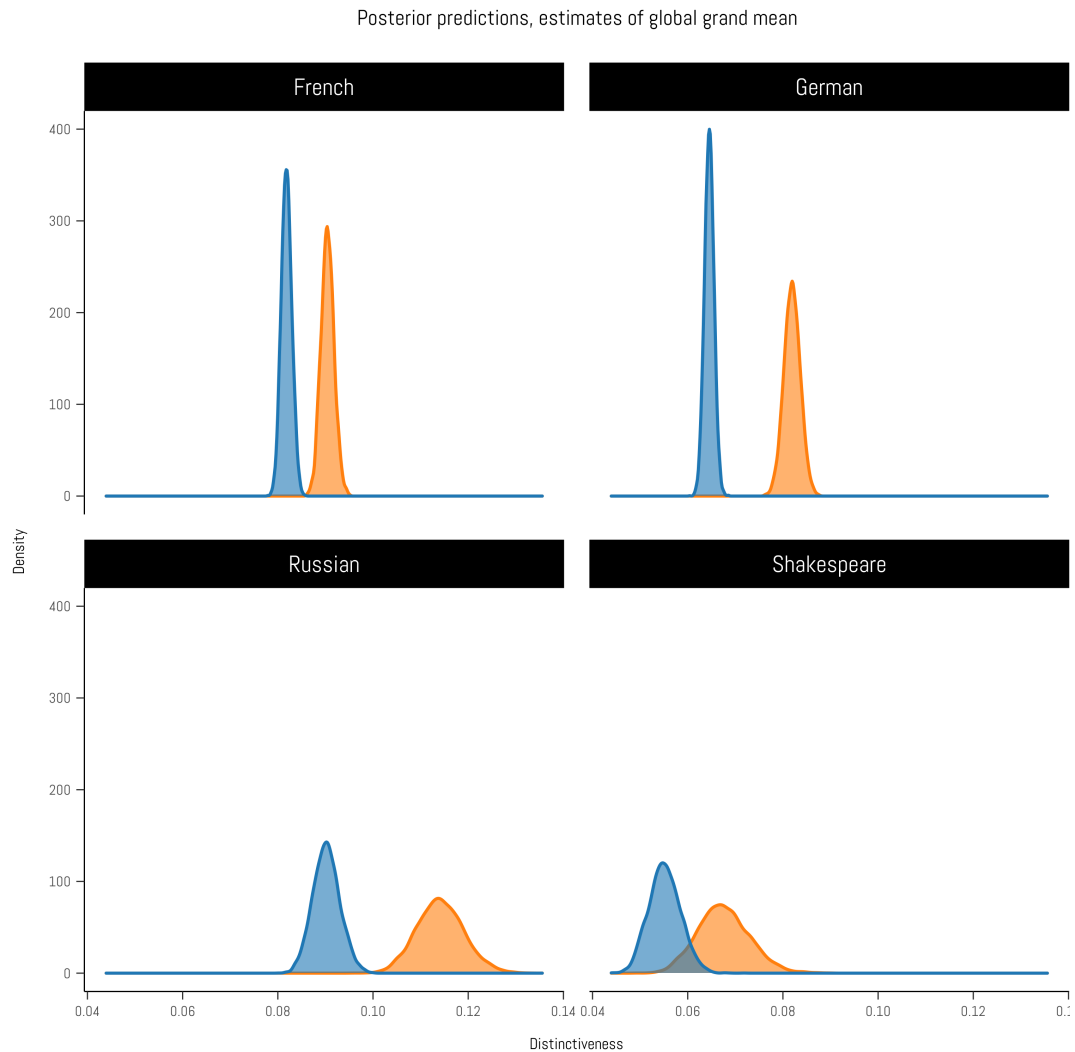 Posterior predictions, estimates of global grand mean
French German
400
300
200
100
0
Density
Russian Shakespeare
400
300
200
100
0
0.04 0.06 0.08 0.10 0.12 0.14 0.04 0.06 0.08 0.10 0.12 0.1
Distinctiveness